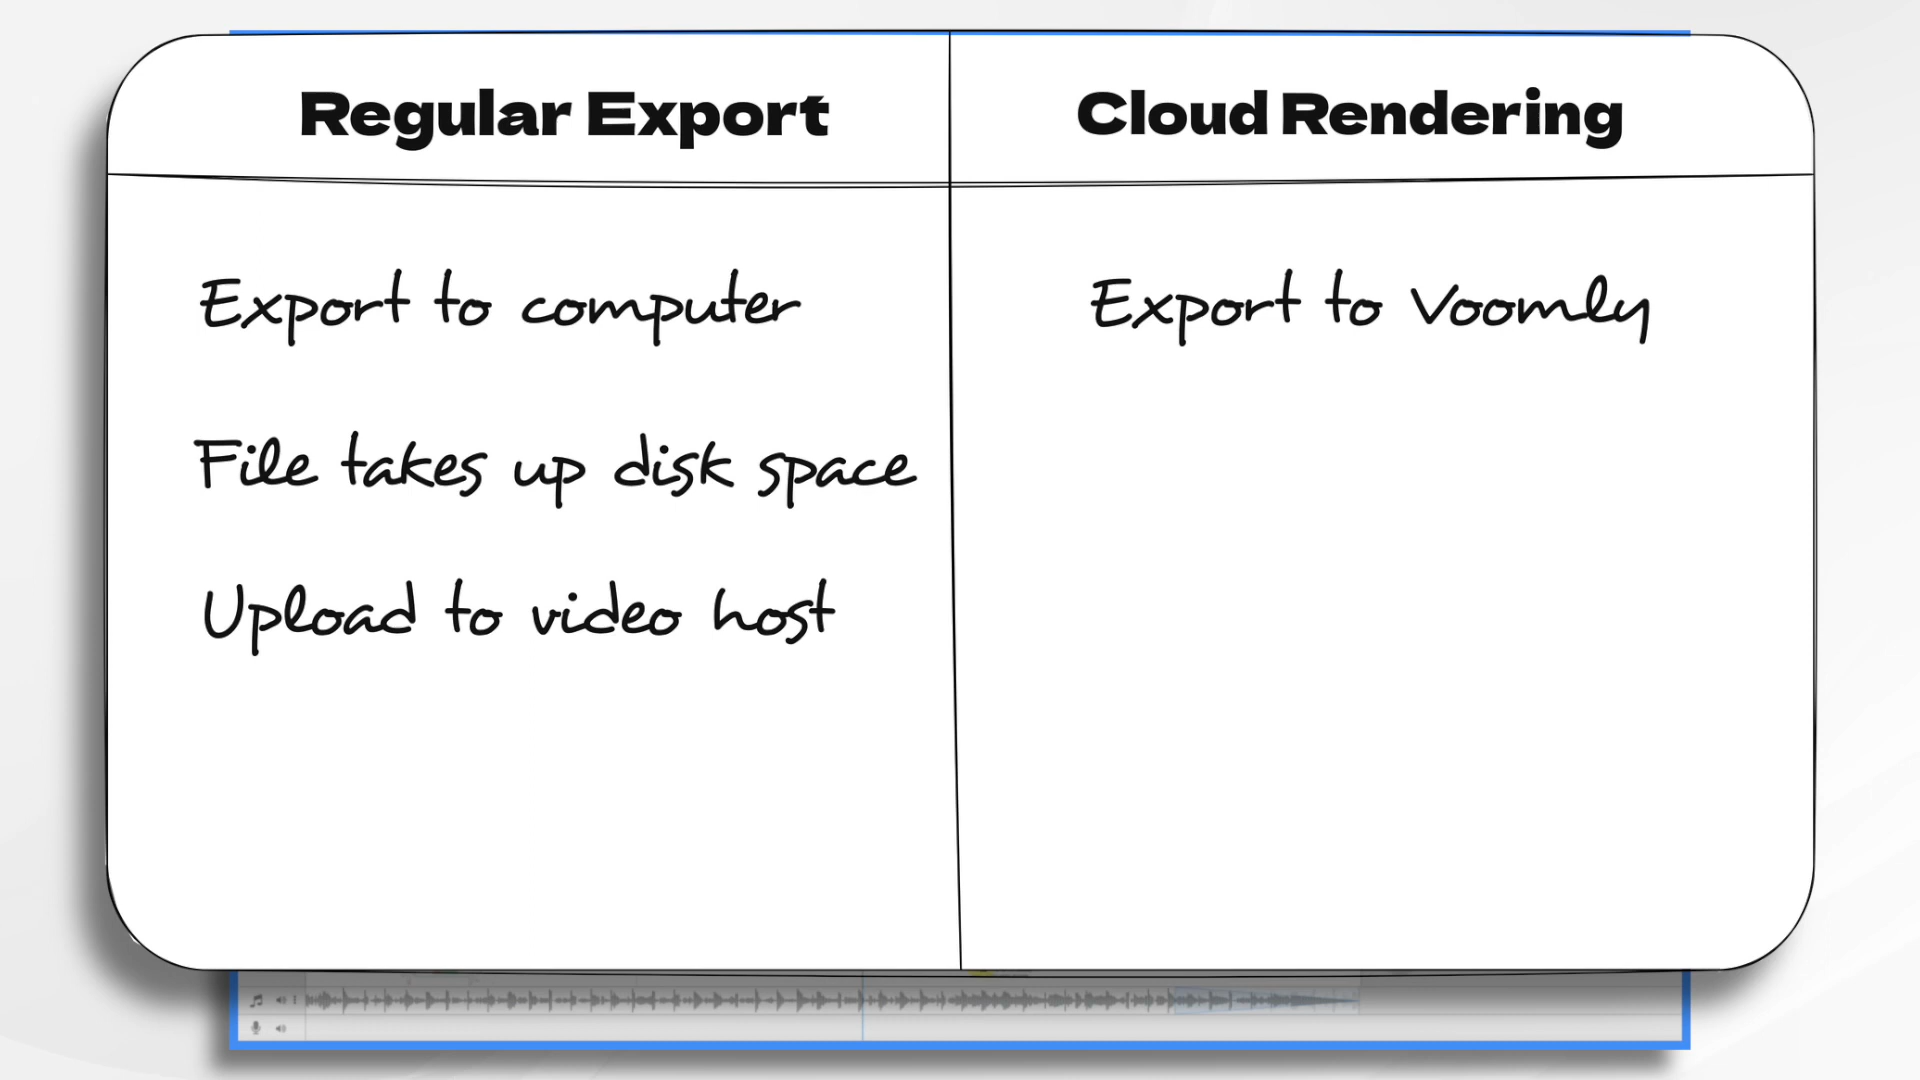 Regular Export
Cloud Rendering
Export to computer
Export to Voomly
File takes up disk space
Upload to video host